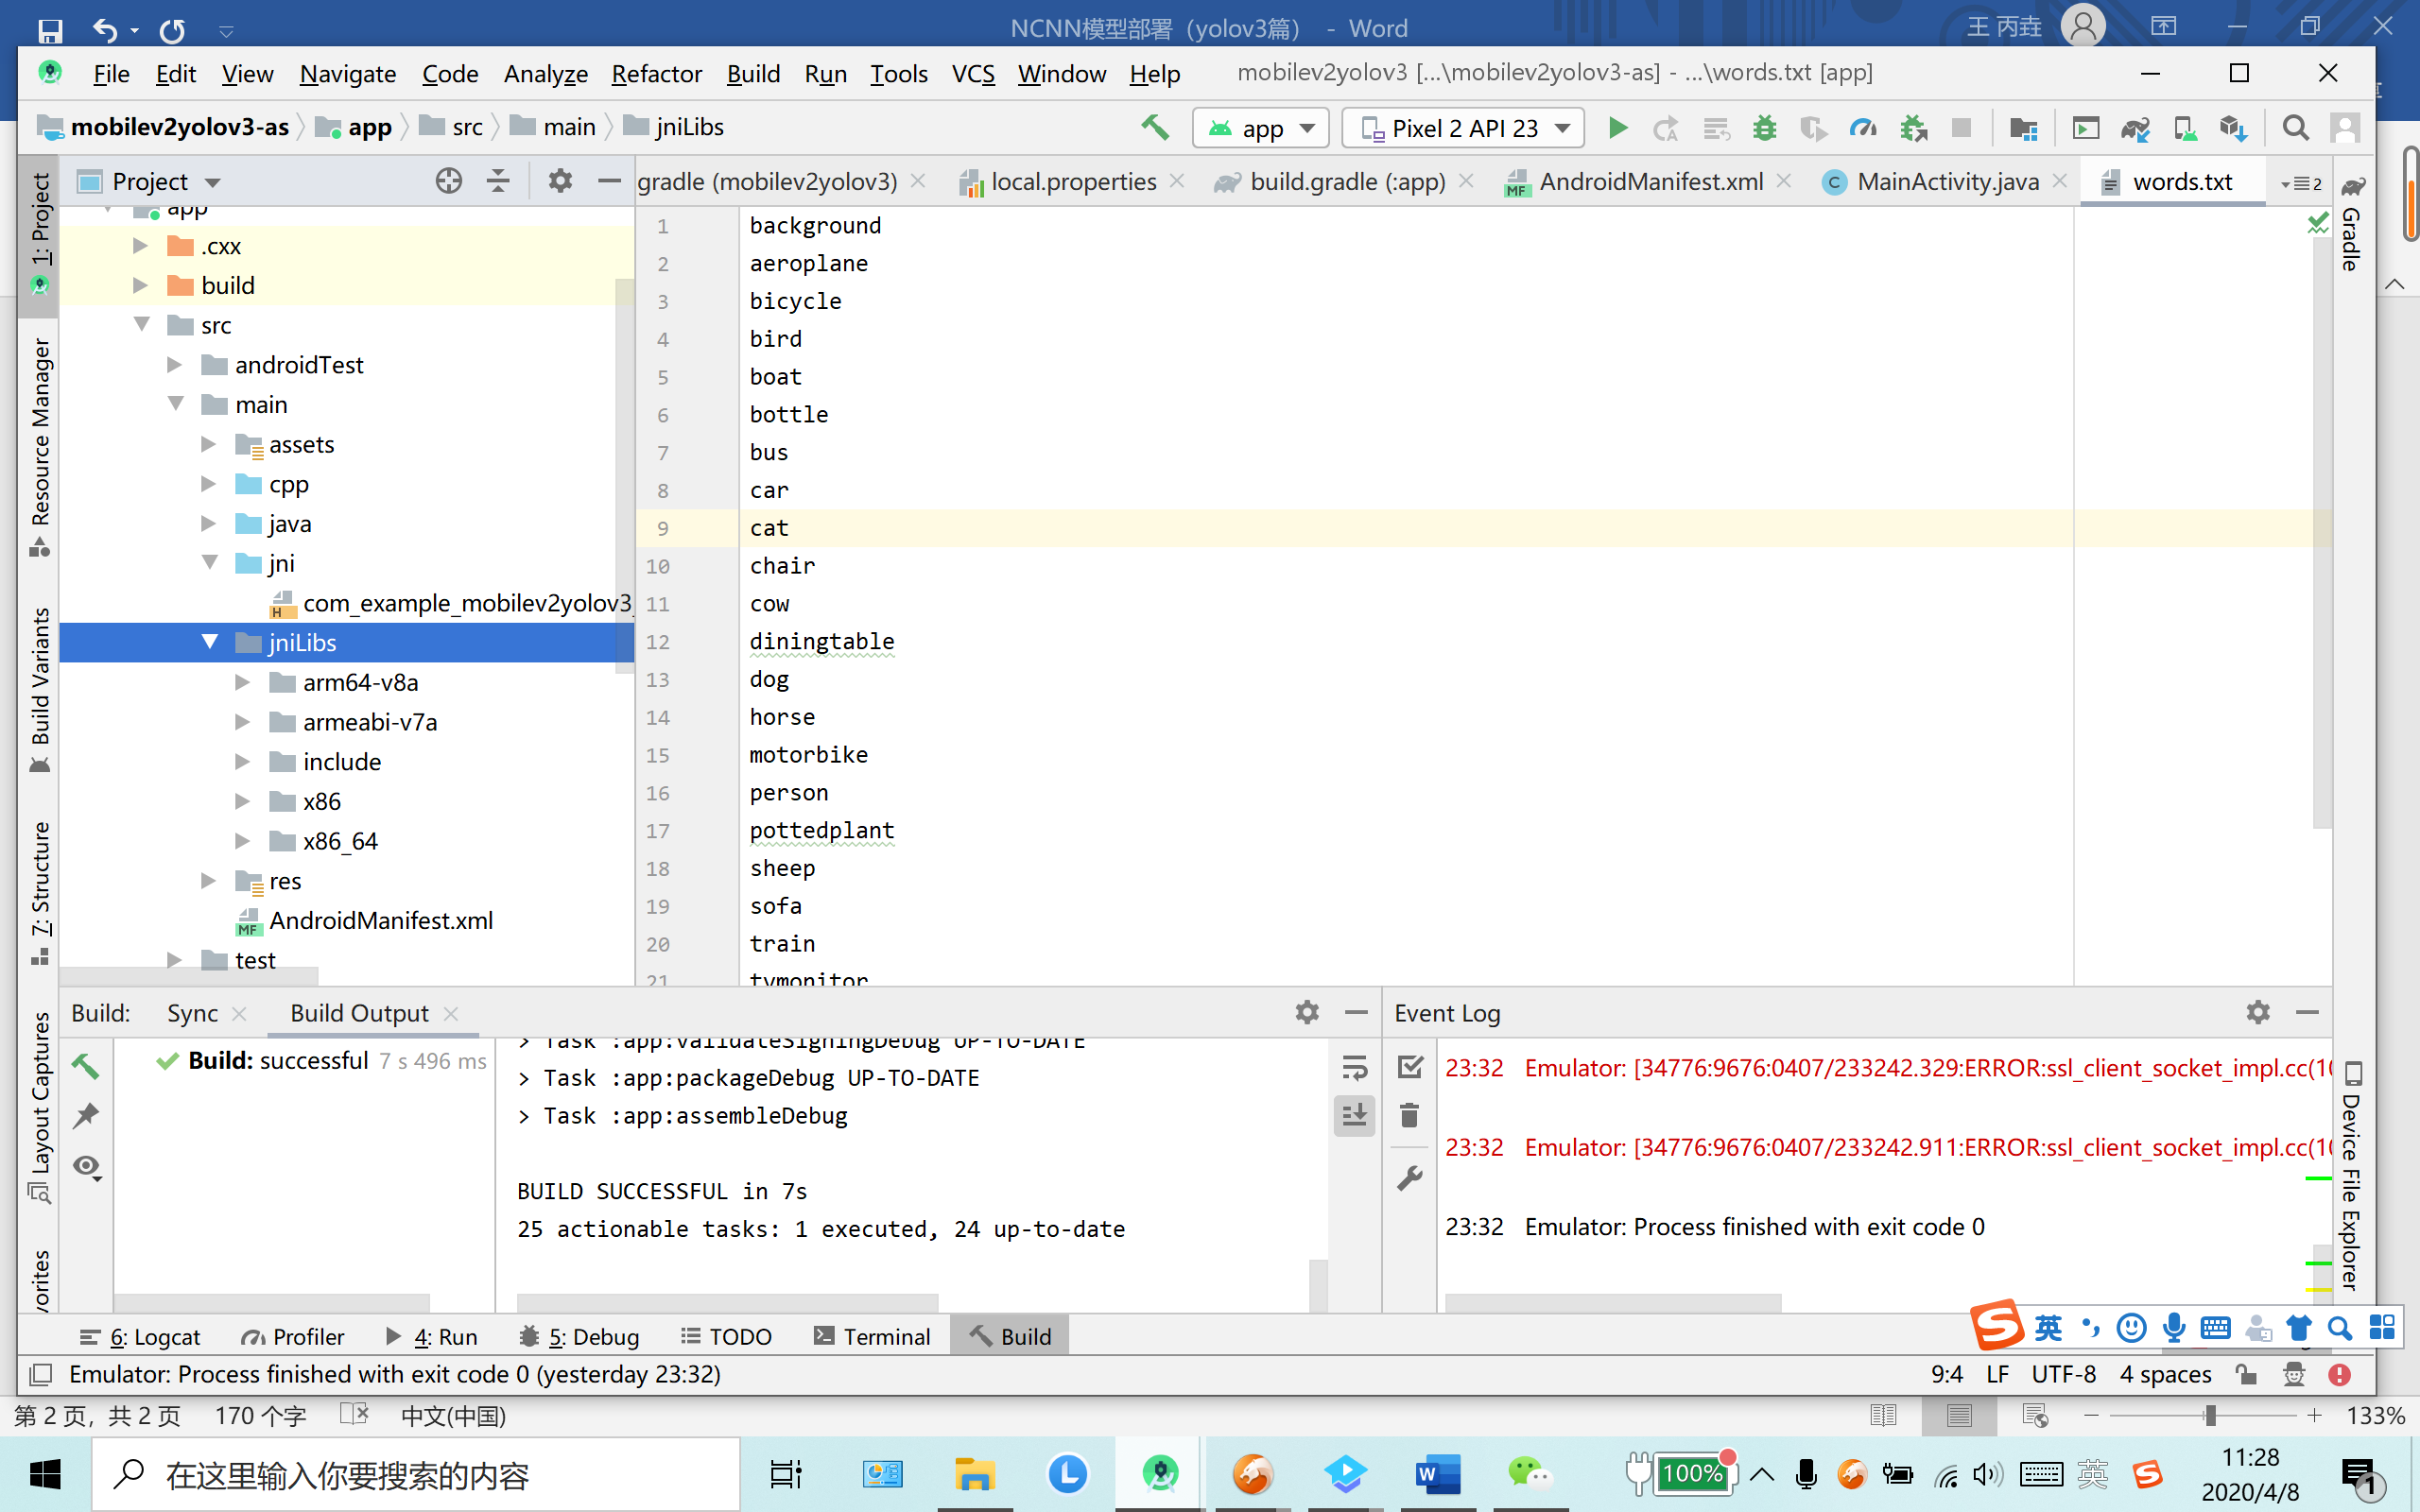 NCNN模型部署（yolov3篇） - Word
王 丙垚
File Edit View Navigate Code Analyze Refactor Build Run Tools VCS Window Help
mobilev2yolov3 [...\mobilev2yolov3-as] - ...\words.txt [app]
mobilev2yolov3-as app src main jniLibs
app Pixel 2 API 23
1: Project
Resource Manager
Build Variants
7: Structure
Layout Captures
Project
app
.cxx
build
src
androidTest
main
assets
cpp
java
jni
com_example_mobilev2yolov3_
jniLibs
arm64-v8a
armeabi-v7a
include
x86
x86_64
res
AndroidManifest.xml
test
gradle (mobilev2yolov3) local.properties build.gradle (:app) AndroidManifest.xml MainActivity.java words.txt 2
1 background
2 aeroplane
3 bicycle
4 bird
5 boat
6 bottle
7 bus
8 car
9 cat
10 chair
11 cow
12 diningtable
13 dog
14 horse
15 motorbike
16 person
17 pottedplant
18 sheep
19 sofa
20 train
21 tvmonitor
Gradle
Device File Explorer
Build: Sync Build Output
Build: successful 7 s 496 ms
> Task :app:validateSigningDebug UP-TO-DATE
> Task :app:packageDebug UP-TO-DATE
> Task :app:assembleDebug
BUILD SUCCESSFUL in 7s
25 actionable tasks: 1 executed, 24 up-to-date
Event Log
23:32 Emulator: [34776:9676:0407/233242.329:ERROR:ssl_client_socket_impl.cc(10
23:32 Emulator: [34776:9676:0407/233242.911:ERROR:ssl_client_socket_impl.cc(10
23:32 Emulator: Process finished with exit code 0
6: Logcat Profiler 4: Run 5: Debug TODO Terminal Build
英
Emulator: Process finished with exit code 0 (yesterday 23:32)
9:4 LF UTF-8 4 spaces
第 2 页，共 2 页 170 个字 中文(中国)
133%
在这里输入你要搜索的内容
100%
英
11:28
2020/4/8
1